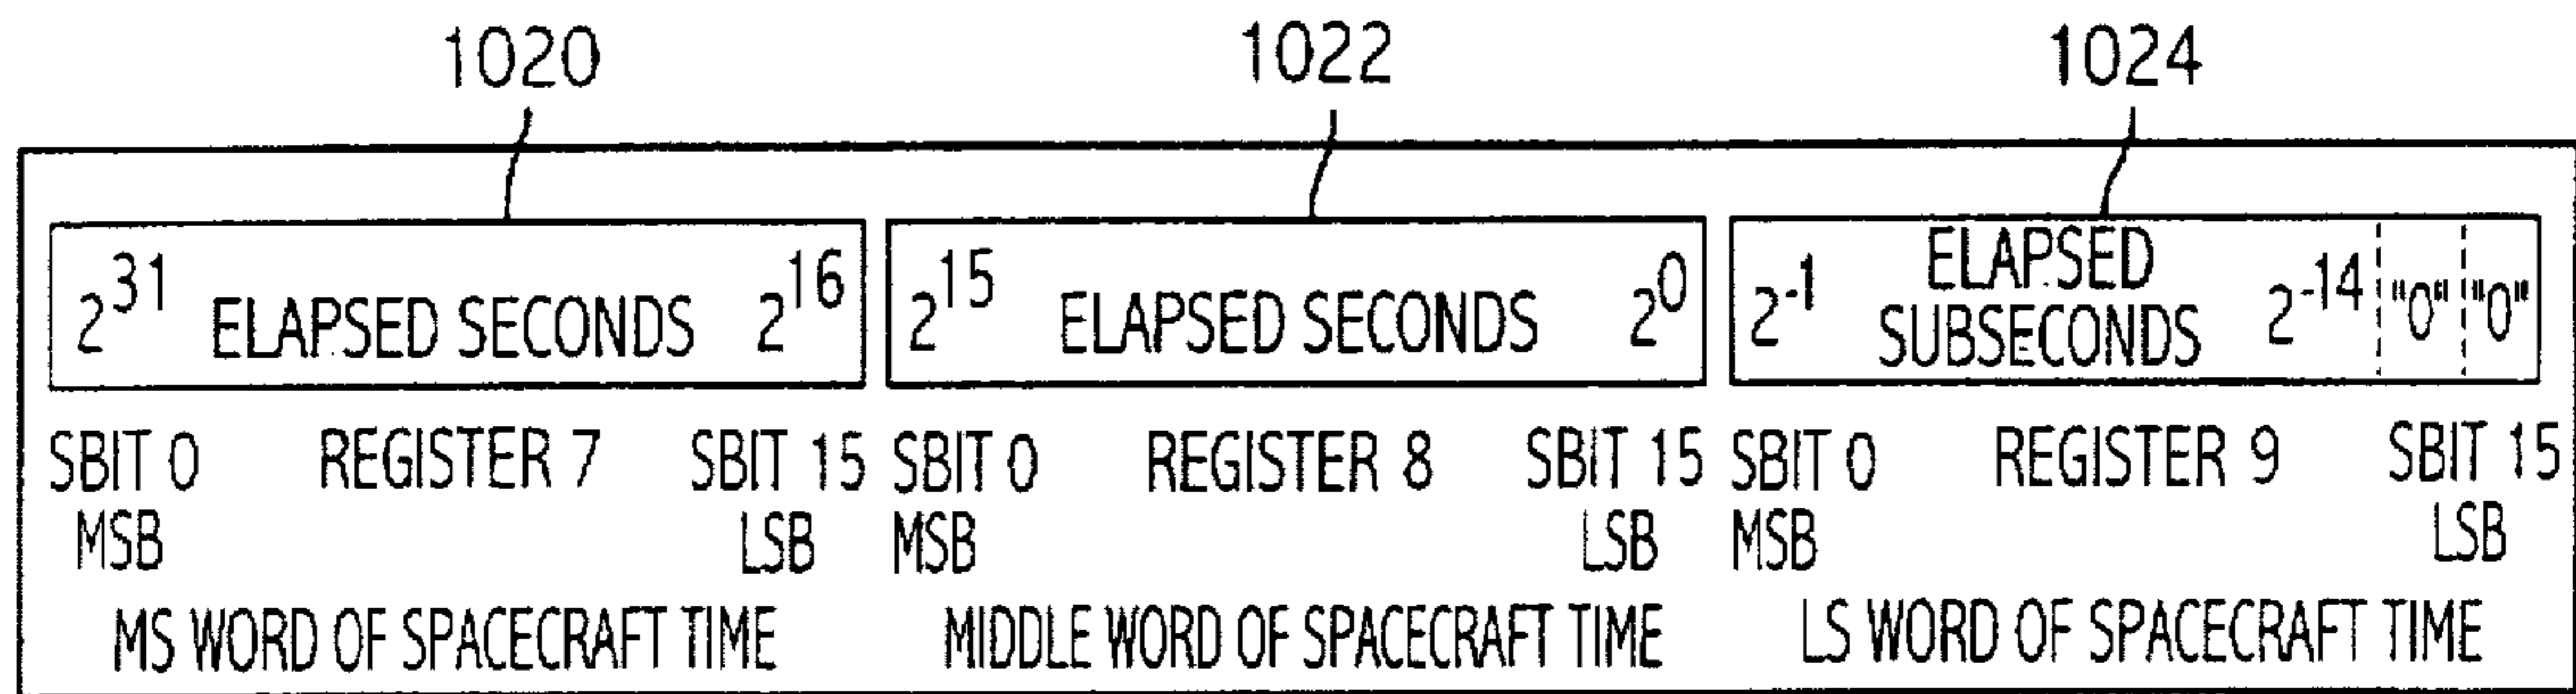 1020 1022 1024
2^31 ELAPSED SECONDS 2^16 2^15 ELAPSED SECONDS 2^0 2^-1 ELAPSED SUBSECONDS 2^-14 "0" "0"
SBIT 0 REGISTER 7 SBIT 15 SBIT 0 REGISTER 8 SBIT 15 SBIT 0 REGISTER 9 SBIT 15
MSB LSB MSB LSB MSB LSB
MS WORD OF SPACECRAFT TIME MIDDLE WORD OF SPACECRAFT TIME LS WORD OF SPACECRAFT TIME